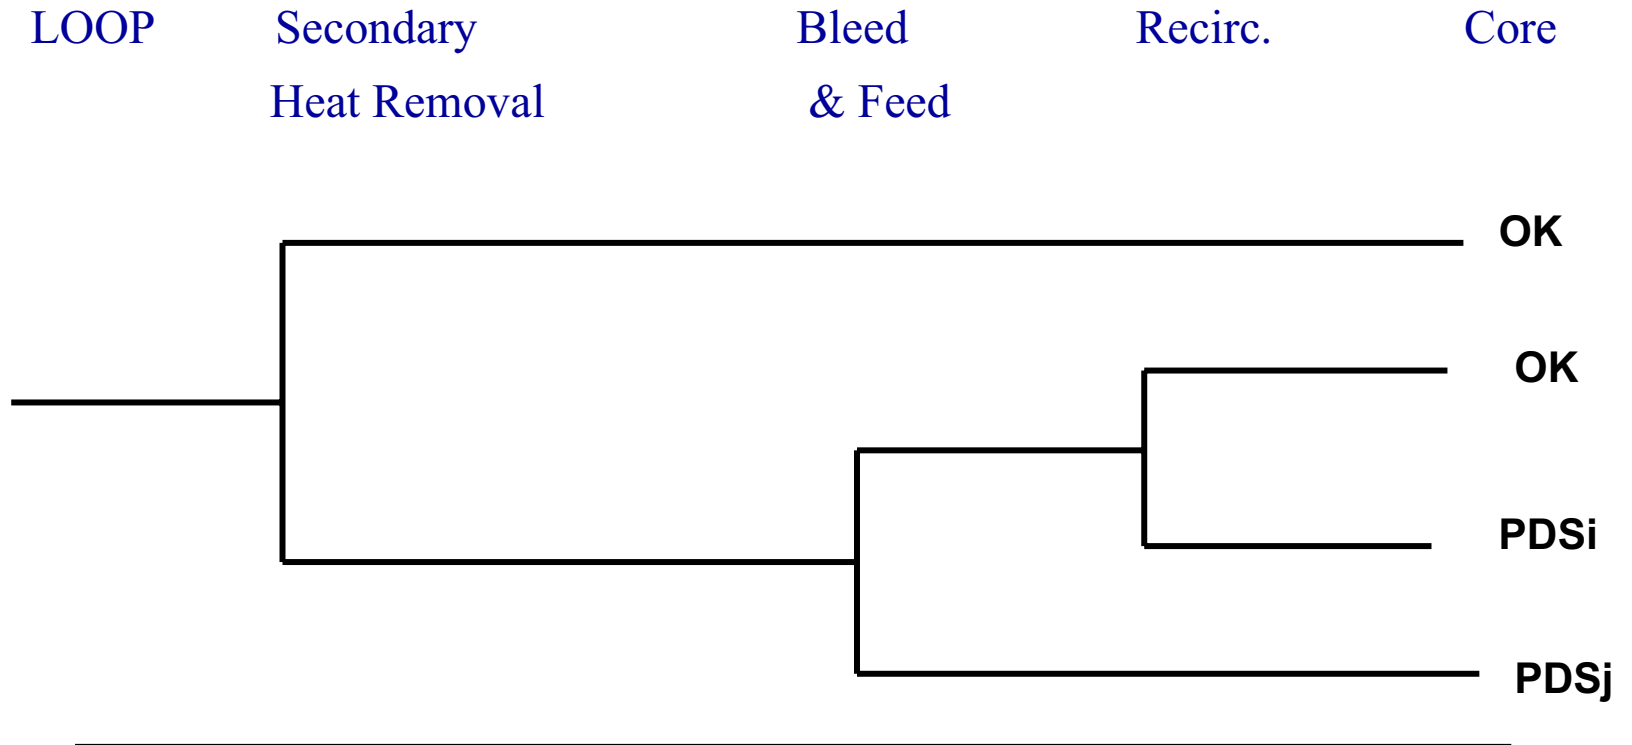 LOOP Secondary Bleed Recirc. Core
Heat Removal & Feed
OK
OK
PDSi
PDSj